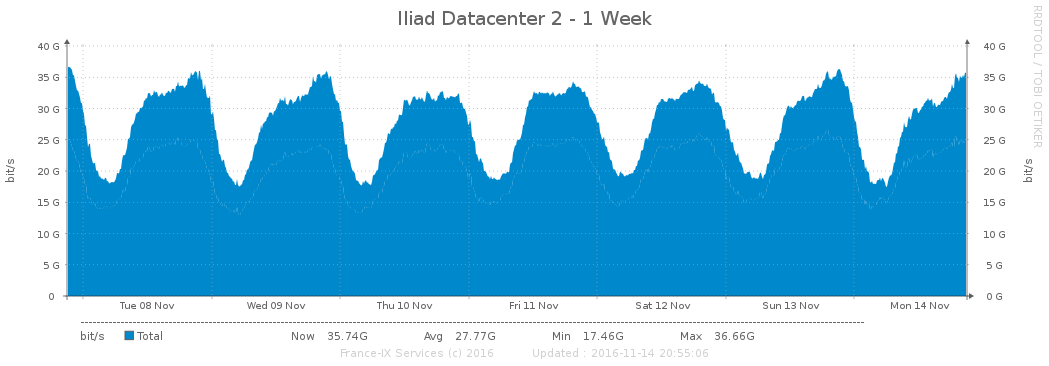 Iliad Datacenter 2 - 1 Week
RRDTOOL / TOBI OETIKER
40 G 40 G
35 G 35 G
30 G 30 G
25 G 25 G
20 G 20 G
15 G 15 G
10 G 10 G
5 G 5 G
0 0 G
bit/s bit/s
Tue 08 Nov Wed 09 Nov Thu 10 Nov Fri 11 Nov Sat 12 Nov Sun 13 Nov Mon 14 Nov
bit/s Total Now 35.74G Avg 27.77G Min 17.46G Max 36.66G
France-IX Services (c) 2016 Updated : 2016-11-14 20:55:06